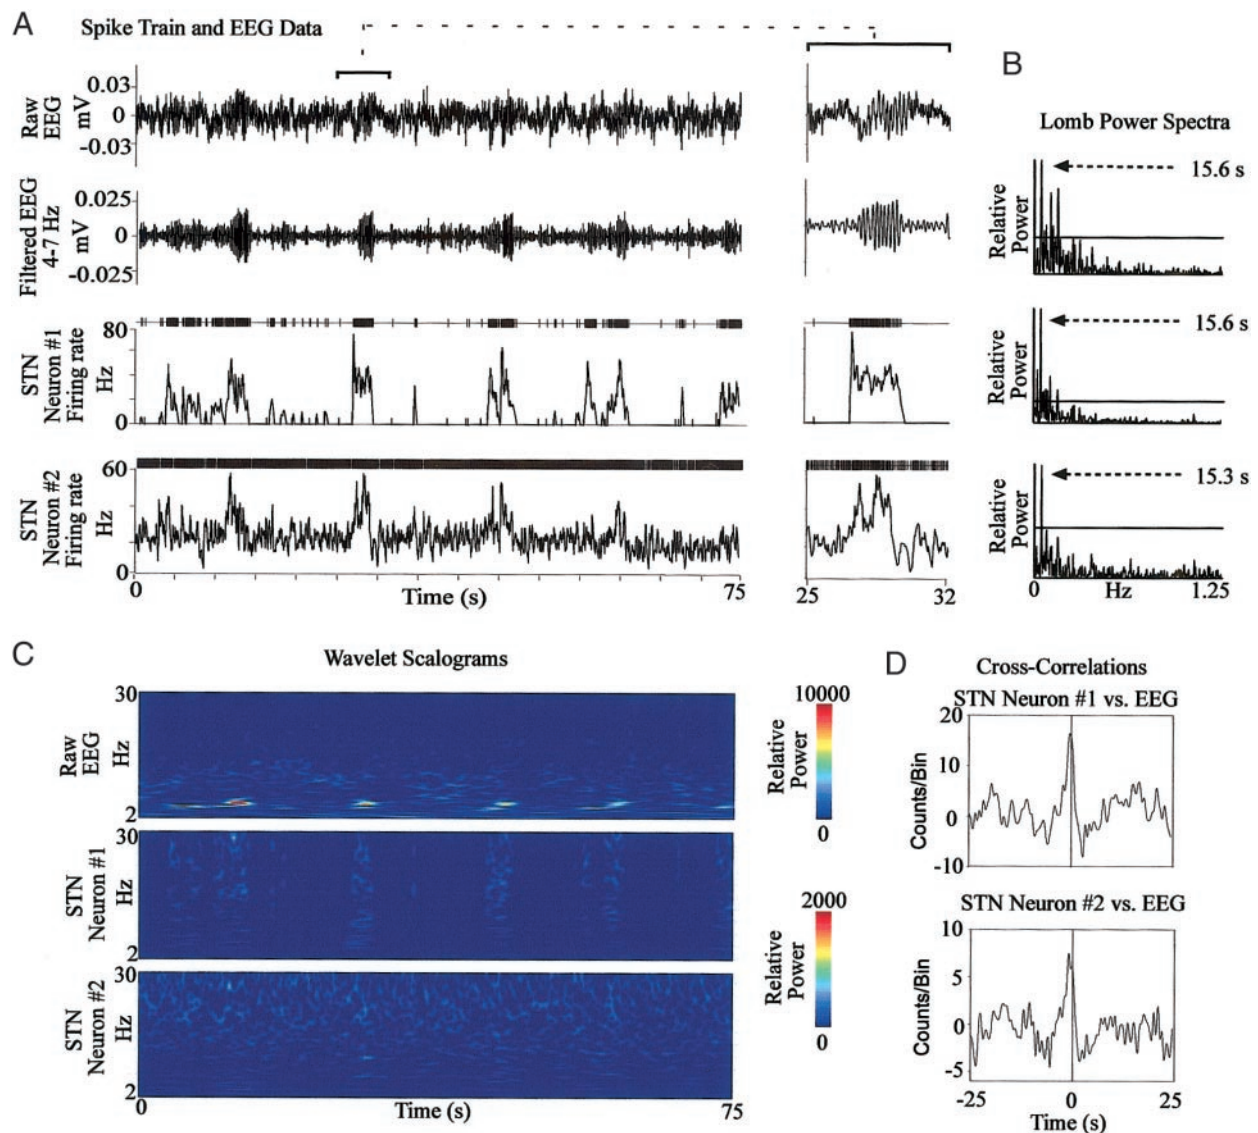 A
Spike Train and EEG Data
Raw
EEG
mV
0.03
0
-0.03
Filtered EEG
4-7 Hz
mV
0.025
0
-0.025
STN
Neuron #1
Firing rate
Hz
80
0
STN
Neuron #2
Firing rate
Hz
60
0
0
Time (s)
75
25
32
B
Lomb Power Spectra
Relative
Power
15.6 s
Relative
Power
15.6 s
Relative
Power
15.3 s
0
Hz
1.25
C
Wavelet Scalograms
Raw
EEG
Hz
30
2
STN
Neuron #1
Hz
30
2
STN
Neuron #2
Hz
30
2
0
Time (s)
75
10000
Relative
Power
0
2000
Relative
Power
0
D
Cross-Correlations
STN Neuron #1 vs. EEG
Counts/Bin
20
10
0
-10
STN Neuron #2 vs. EEG
Counts/Bin
10
5
0
-5
-25
0
25
Time (s)